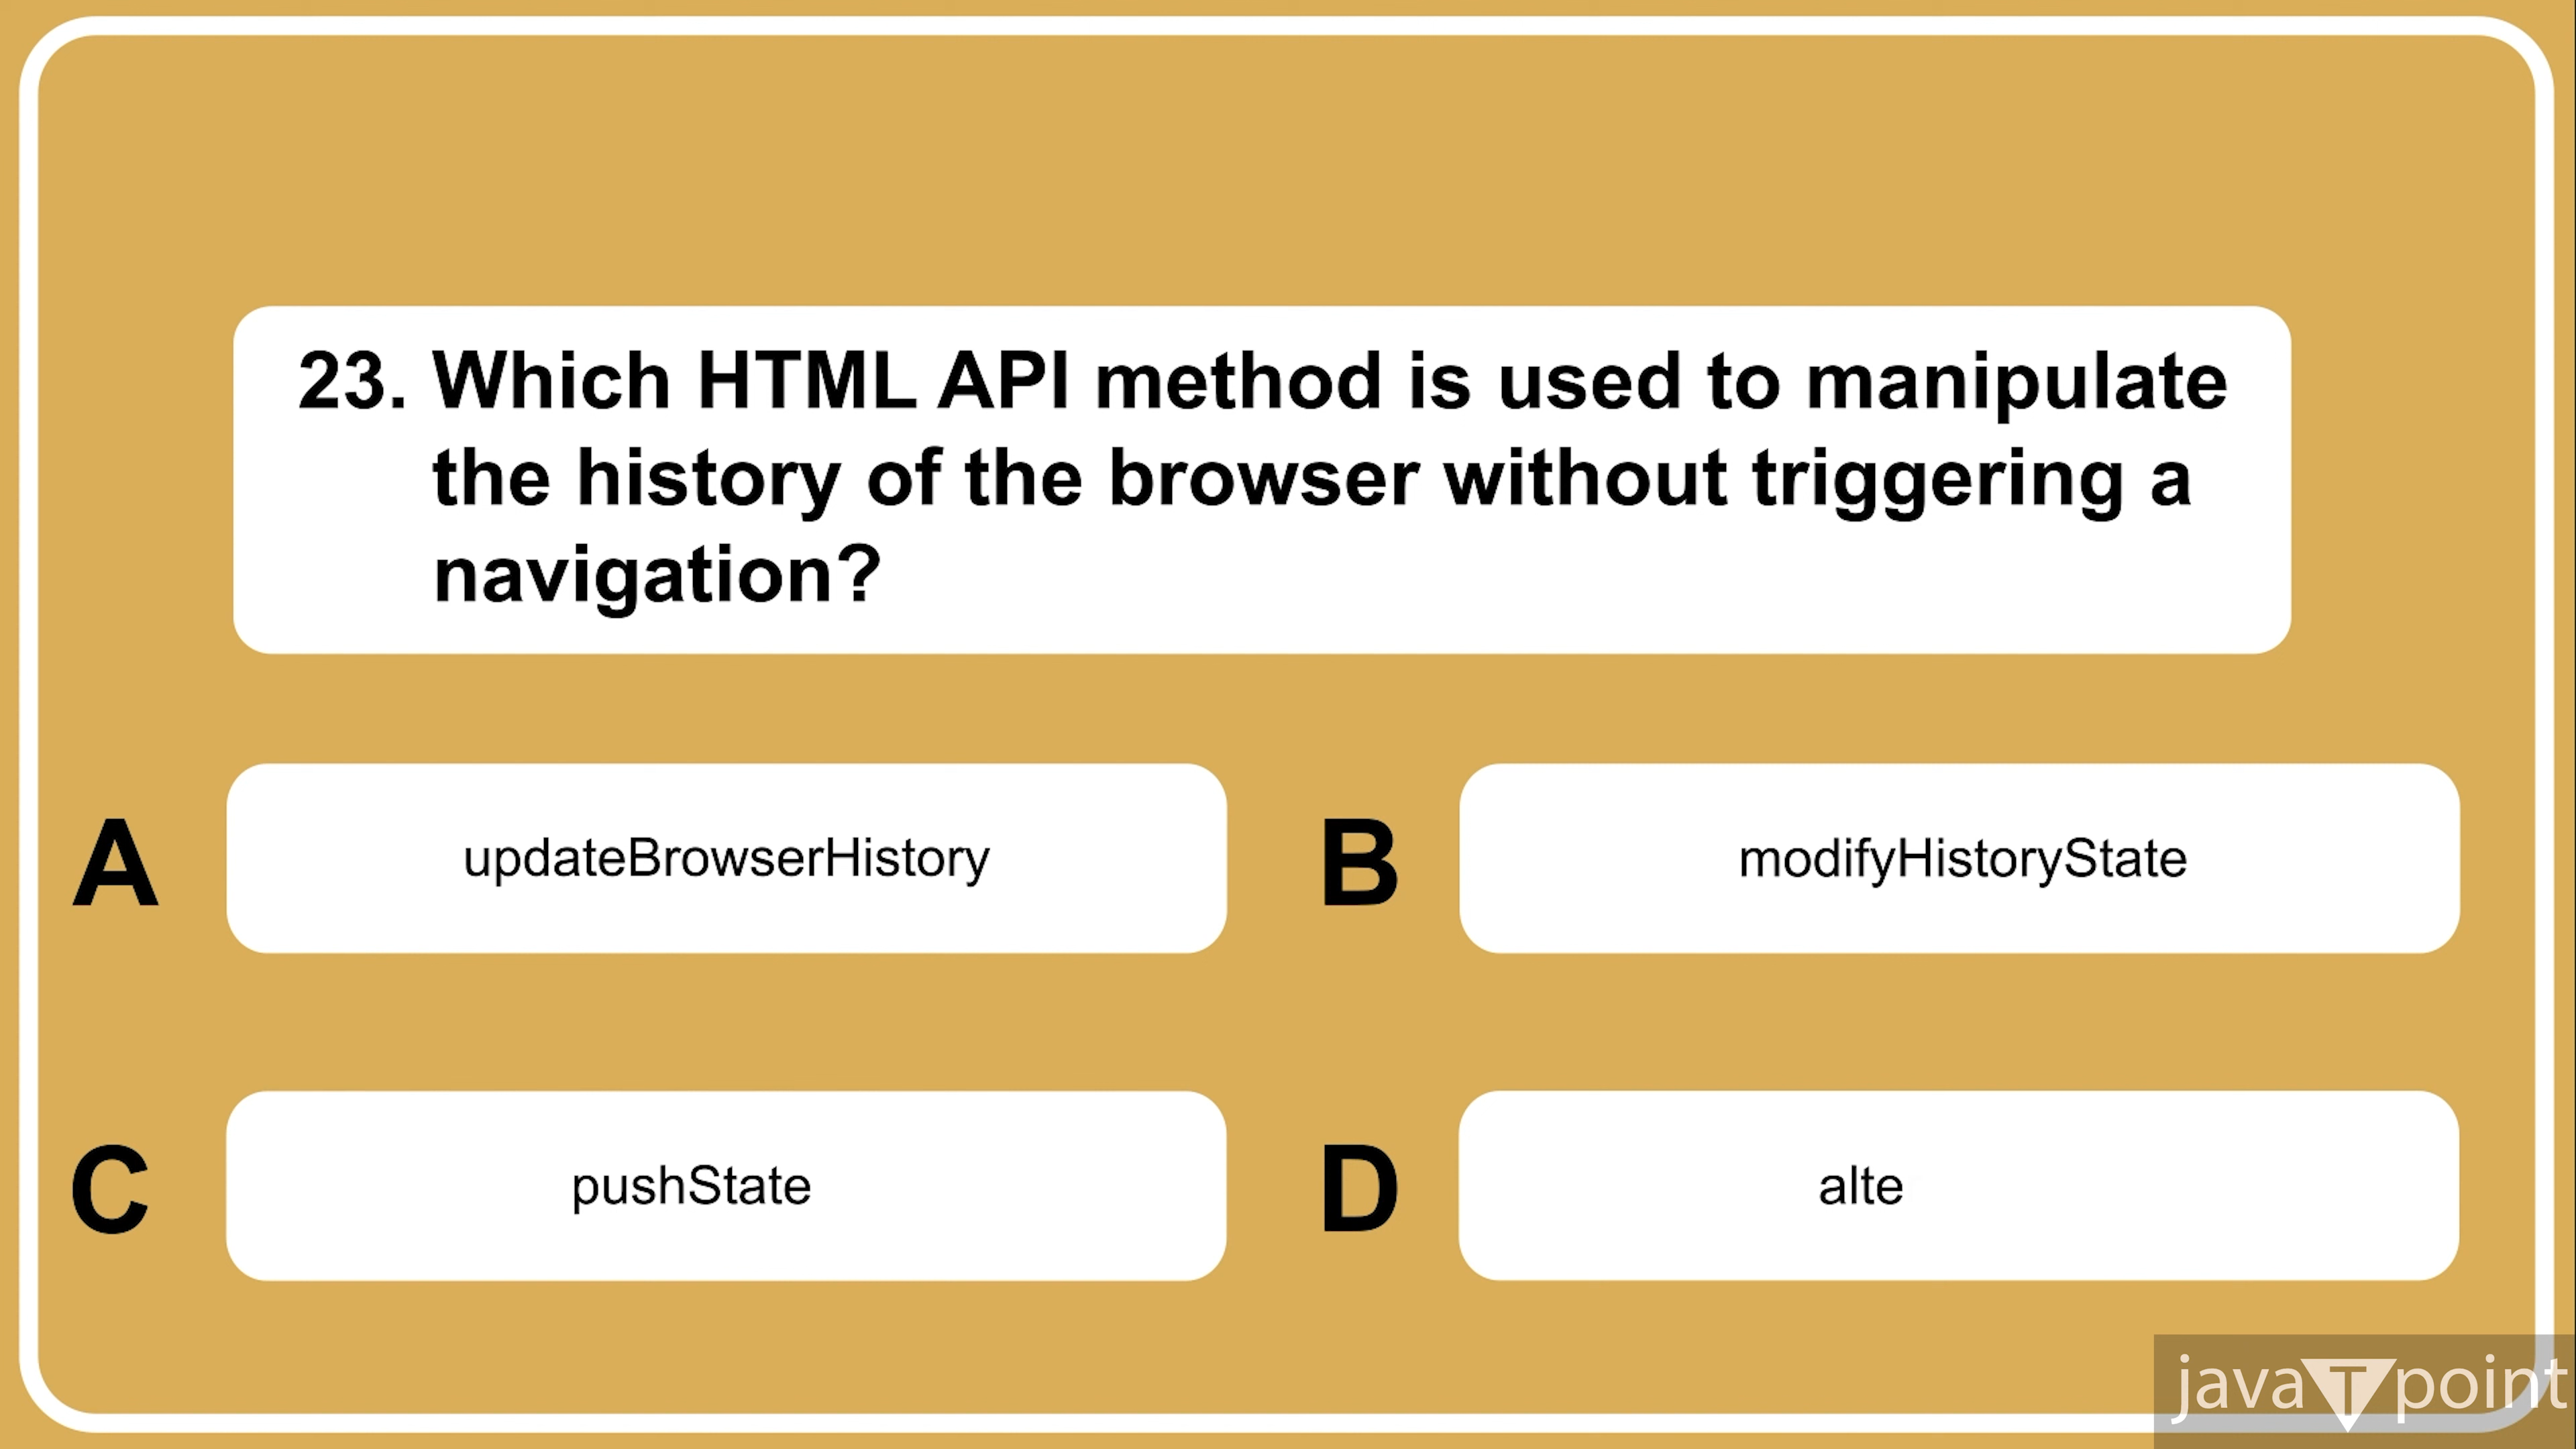 23. Which HTML API method is used to manipulate
the history of the browser without triggering a
navigation?
A updateBrowserHistory
B modifyHistoryState
C pushState
D alte
javaTpoint